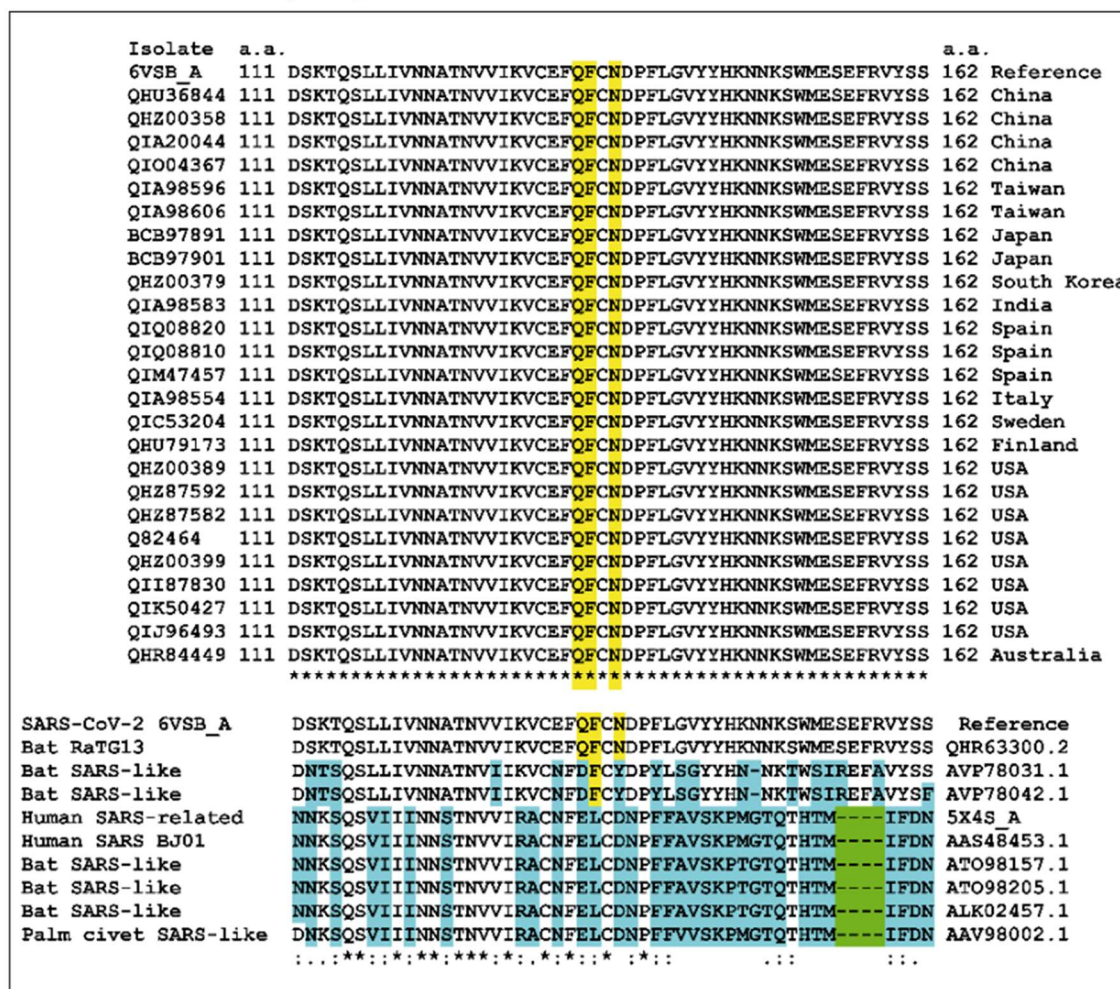 Isolate a.a. a.a.
6VSB_A 111 DSKTQSLLIVNNATNVVIKVCEFQFCNDPFLGVYYHKNNKSWMESEFRVYSS 162 Reference
QHU36844 111 DSKTQSLLIVNNATNVVIKVCEFQFCNDPFLGVYYHKNNKSWMESEFRVYSS 162 China
QHZ00358 111 DSKTQSLLIVNNATNVVIKVCEFQFCNDPFLGVYYHKNNKSWMESEFRVYSS 162 China
QIA20044 111 DSKTQSLLIVNNATNVVIKVCEFQFCNDPFLGVYYHKNNKSWMESEFRVYSS 162 China
QIO04367 111 DSKTQSLLIVNNATNVVIKVCEFQFCNDPFLGVYYHKNNKSWMESEFRVYSS 162 China
QIA98596 111 DSKTQSLLIVNNATNVVIKVCEFQFCNDPFLGVYYHKNNKSWMESEFRVYSS 162 Taiwan
QIA98606 111 DSKTQSLLIVNNATNVVIKVCEFQFCNDPFLGVYYHKNNKSWMESEFRVYSS 162 Taiwan
BCB97891 111 DSKTQSLLIVNNATNVVIKVCEFQFCNDPFLGVYYHKNNKSWMESEFRVYSS 162 Japan
BCB97901 111 DSKTQSLLIVNNATNVVIKVCEFQFCNDPFLGVYYHKNNKSWMESEFRVYSS 162 Japan
QHZ00379 111 DSKTQSLLIVNNATNVVIKVCEFQFCNDPFLGVYYHKNNKSWMESEFRVYSS 162 South Korea
QIA98583 111 DSKTQSLLIVNNATNVVIKVCEFQFCNDPFLGVYYHKNNKSWMESEFRVYSS 162 India
QIQ08820 111 DSKTQSLLIVNNATNVVIKVCEFQFCNDPFLGVYYHKNNKSWMESEFRVYSS 162 Spain
QIQ08810 111 DSKTQSLLIVNNATNVVIKVCEFQFCNDPFLGVYYHKNNKSWMESEFRVYSS 162 Spain
QIM47457 111 DSKTQSLLIVNNATNVVIKVCEFQFCNDPFLGVYYHKNNKSWMESEFRVYSS 162 Spain
QIA98554 111 DSKTQSLLIVNNATNVVIKVCEFQFCNDPFLGVYYHKNNKSWMESEFRVYSS 162 Italy
QIC53204 111 DSKTQSLLIVNNATNVVIKVCEFQFCNDPFLGVYYHKNNKSWMESEFRVYSS 162 Sweden
QHU79173 111 DSKTQSLLIVNNATNVVIKVCEFQFCNDPFLGVYYHKNNKSWMESEFRVYSS 162 Finland
QHZ00389 111 DSKTQSLLIVNNATNVVIKVCEFQFCNDPFLGVYYHKNNKSWMESEFRVYSS 162 USA
QHZ87592 111 DSKTQSLLIVNNATNVVIKVCEFQFCNDPFLGVYYHKNNKSWMESEFRVYSS 162 USA
QHZ87582 111 DSKTQSLLIVNNATNVVIKVCEFQFCNDPFLGVYYHKNNKSWMESEFRVYSS 162 USA
Q82464 111 DSKTQSLLIVNNATNVVIKVCEFQFCNDPFLGVYYHKNNKSWMESEFRVYSS 162 USA
QHZ00399 111 DSKTQSLLIVNNATNVVIKVCEFQFCNDPFLGVYYHKNNKSWMESEFRVYSS 162 USA
QII87830 111 DSKTQSLLIVNNATNVVIKVCEFQFCNDPFLGVYYHKNNKSWMESEFRVYSS 162 USA
QIK50427 111 DSKTQSLLIVNNATNVVIKVCEFQFCNDPFLGVYYHKNNKSWMESEFRVYSS 162 USA
QIJ96493 111 DSKTQSLLIVNNATNVVIKVCEFQFCNDPFLGVYYHKNNKSWMESEFRVYSS 162 USA
QHR84449 111 DSKTQSLLIVNNATNVVIKVCEFQFCNDPFLGVYYHKNNKSWMESEFRVYSS 162 Australia
****************************************************
SARS-CoV-2 6VSB_A DSKTQSLLIVNNATNVVIKVCEFQFCNDPFLGVYYHKNNKSWMESEFRVYSS Reference
Bat RaTG13 DSKTQSLLIVNNATNVVIKVCEFQFCNDPFLGVYYHKNNKSWMESEFRVYSS QHR63300.2
Bat SARS-like DNTSQSLLIVNNATNVIIKVCNFDFCYDPYLSGYYHN-NKTWSIREFAVYSS AVP78031.1
Bat SARS-like DNTSQSLLIVNNATNVIIKVCNFDFCYDPYLSGYYHN-NKTWSIREFAVYSF AVP78042.1
Human SARS-related NNKSQSVIIINNSTNVVIRACNFELCDNPFFAVSKPMGTQTHTM----IFDN 5X4S_A
Human SARS BJ01 NNKSQSVIIINNSTNVVIRACNFELCDNPFFAVSKPMGTQTHTM----IFDN AAS48453.1
Bat SARS-like NNKSQSVIIINNSTNVVIRACNFELCDNPFFAVSKPTGTQTHTM----IFDN ATO98157.1
Bat SARS-like NNKSQSVIIINNSTNVVIRACNFELCDNPFFAVSKPTGTQTHTM----IFDN ATO98205.1
Bat SARS-like NNKSQSVIIINNSTNVVIRACNFELCDNPFFAVSKPTGTQTHTM----IFDN ALK02457.1
Palm civet SARS-like DNKSQSVIIINNSTNVVIRACNFELCDNPFFVVSKPMGTQTHTM----IFDN AAV98002.1
:..:**::*:**:***:*:.*:*:：* :*:: .:: ::.